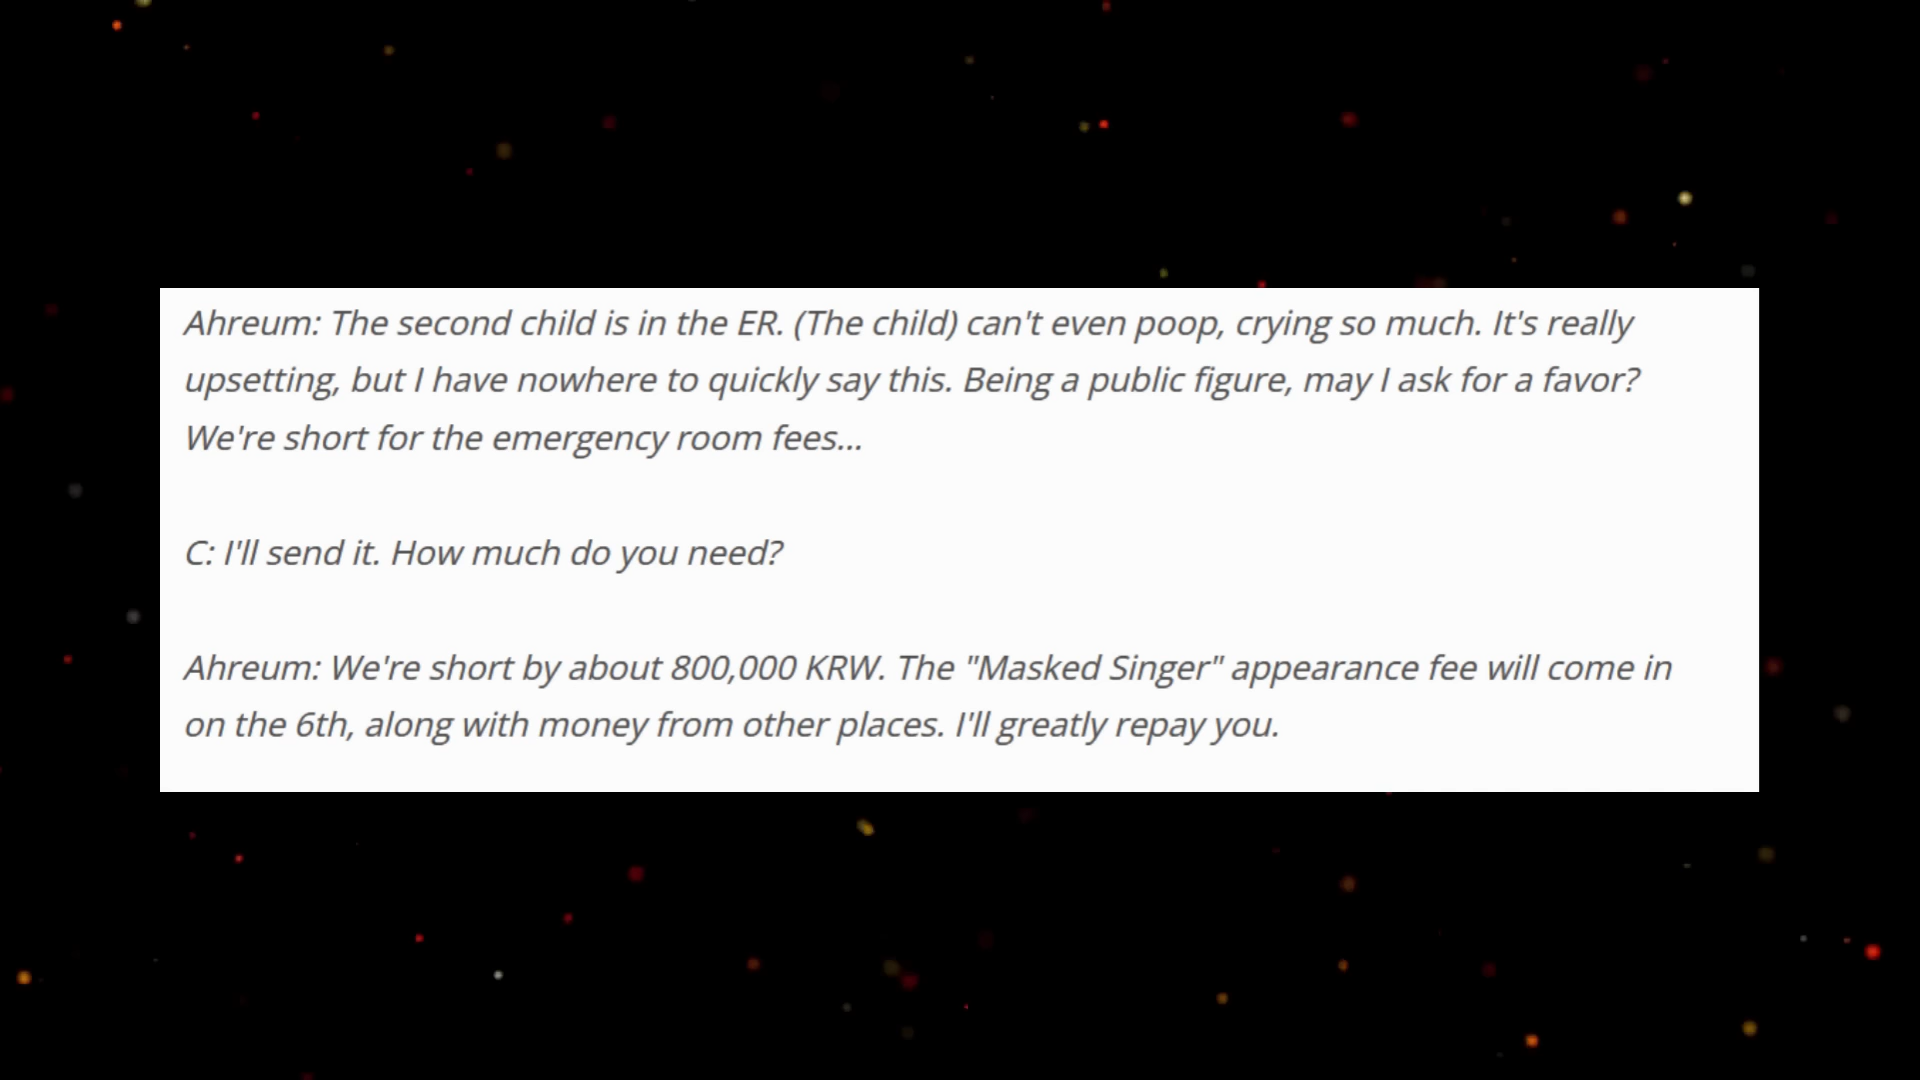 Ahreum: The second child is in the ER. (The child) can't even poop, crying so much. It's really
upsetting, but I have nowhere to quickly say this. Being a public figure, may I ask for a favor?
We're short for the emergency room fees...
C: I'll send it. How much do you need?
Ahreum: We're short by about 800,000 KRW. The "Masked Singer" appearance fee will come in
on the 6th, along with money from other places. I'll greatly repay you.